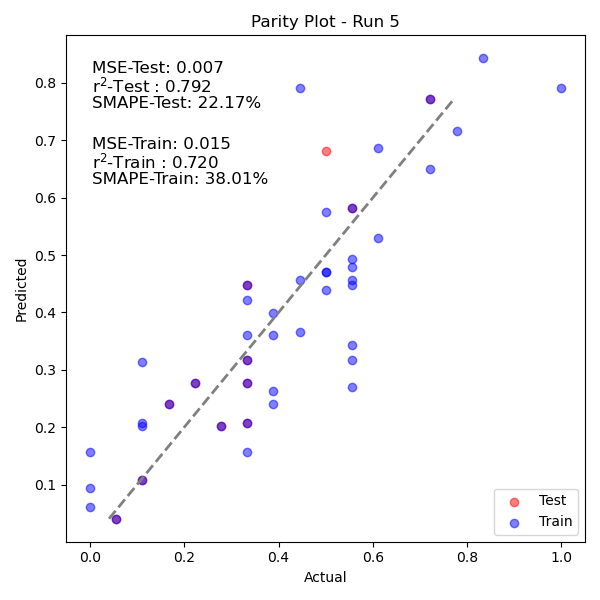 Parity Plot - Run 5
MSE-Test: 0.007
r²-Test : 0.792
SMAPE-Test: 22.17%
MSE-Train: 0.015
r²-Train : 0.720
SMAPE-Train: 38.01%
0.8
0.7
0.6
0.5
0.4
0.3
0.2
0.1
Predicted
Test
Train
0.0 0.2 0.4 0.6 0.8 1.0
Actual